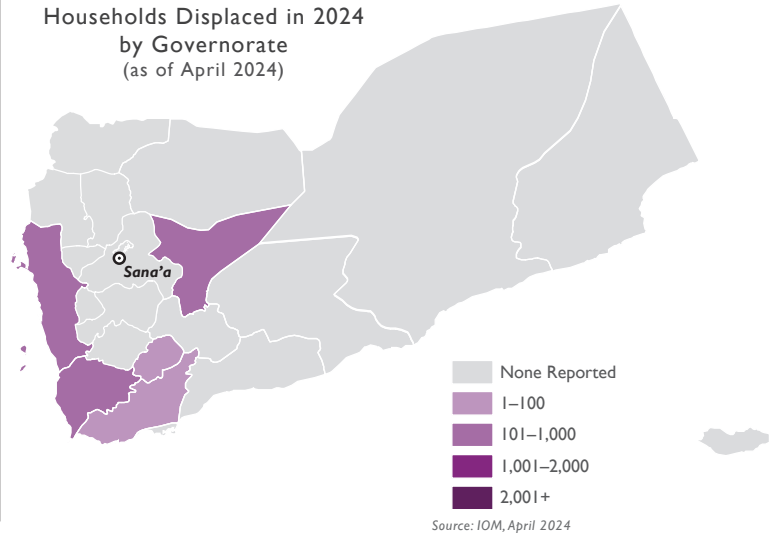 Households Displaced in 2024
by Governorate
(as of April 2024)
Sana'a
None Reported
1–100
101–1,000
1,001–2,000
2,001+
Source: IOM, April 2024